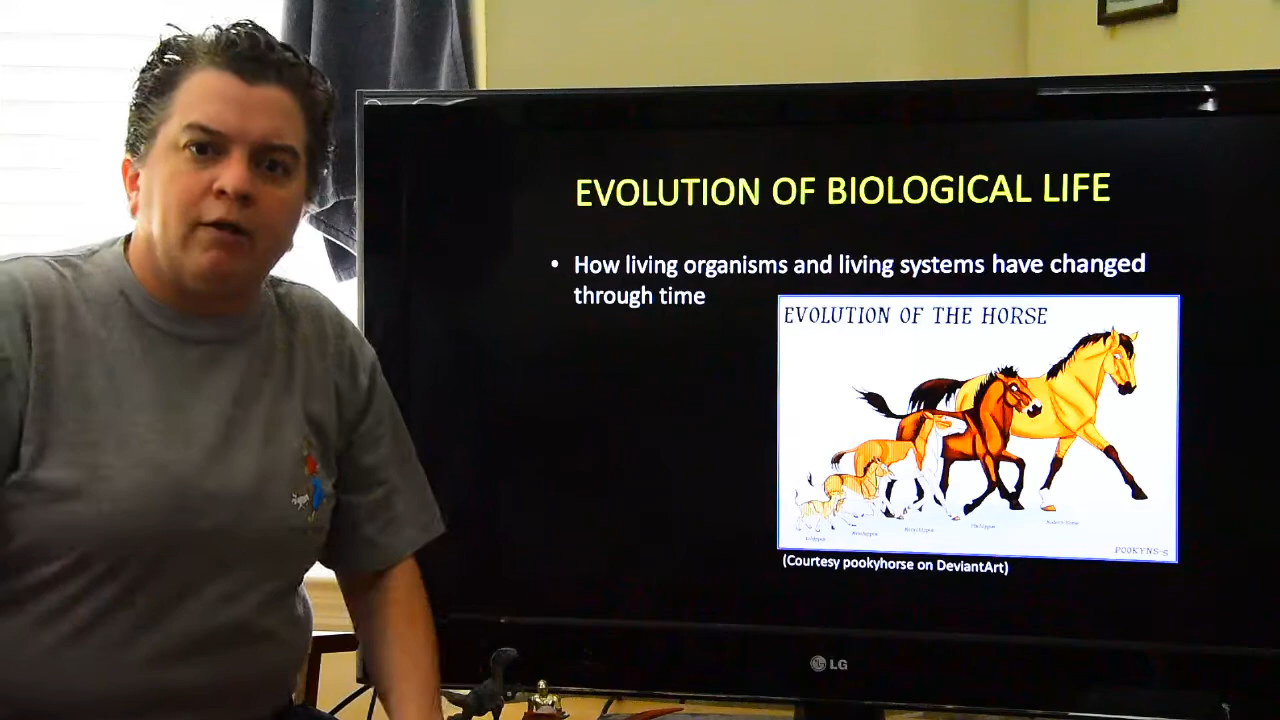 EVOLUTION OF BIOLOGICAL LIFE
• How living organisms and living systems have changed
through time
EVOLUTION OF THE HORSE
POOKYNS-S
(Courtesy pookyhorse on DeviantArt)
LG